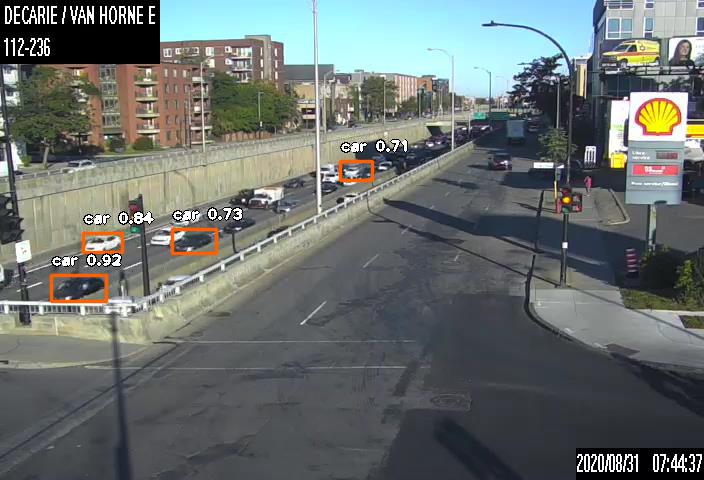 DECARIE / VAN HORNE E
112-236
car 0.71
car 0.84
car 0.73
car 0.92
2020/08/31 07:44:37